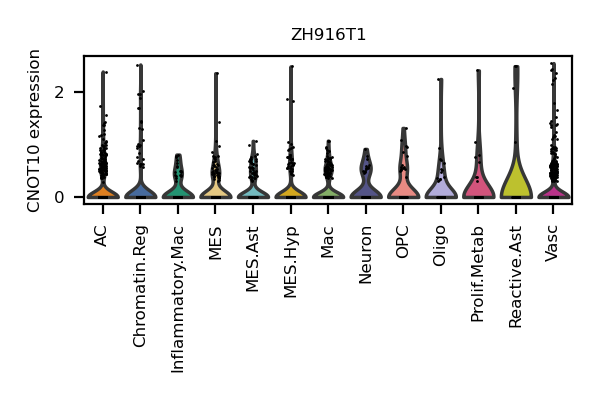 ZH916T1
CNOT10 expression
2
0
AC
Chromatin.Reg
Inflammatory.Mac
MES
MES.Ast
MES.Hyp
Mac
Neuron
OPC
Oligo
Prolif.Metab
Reactive.Ast
Vasc